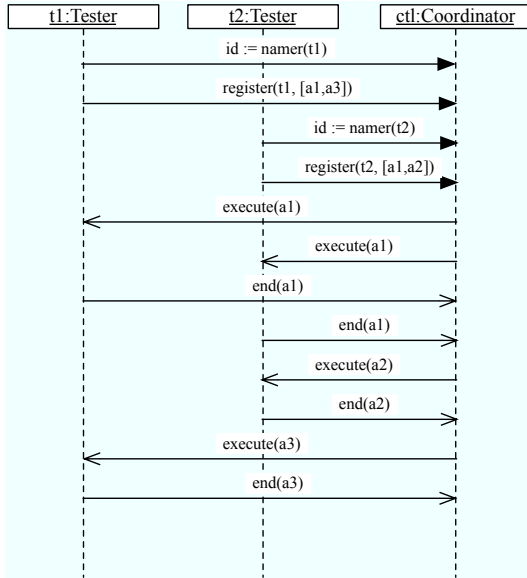 t1:Tester t2:Tester ctl:Coordinator
id := namer(t1)
register(t1, [a1,a3])
id := namer(t2)
register(t2, [a1,a2])
execute(a1)
execute(a1)
end(a1)
end(a1)
execute(a2)
end(a2)
execute(a3)
end(a3)